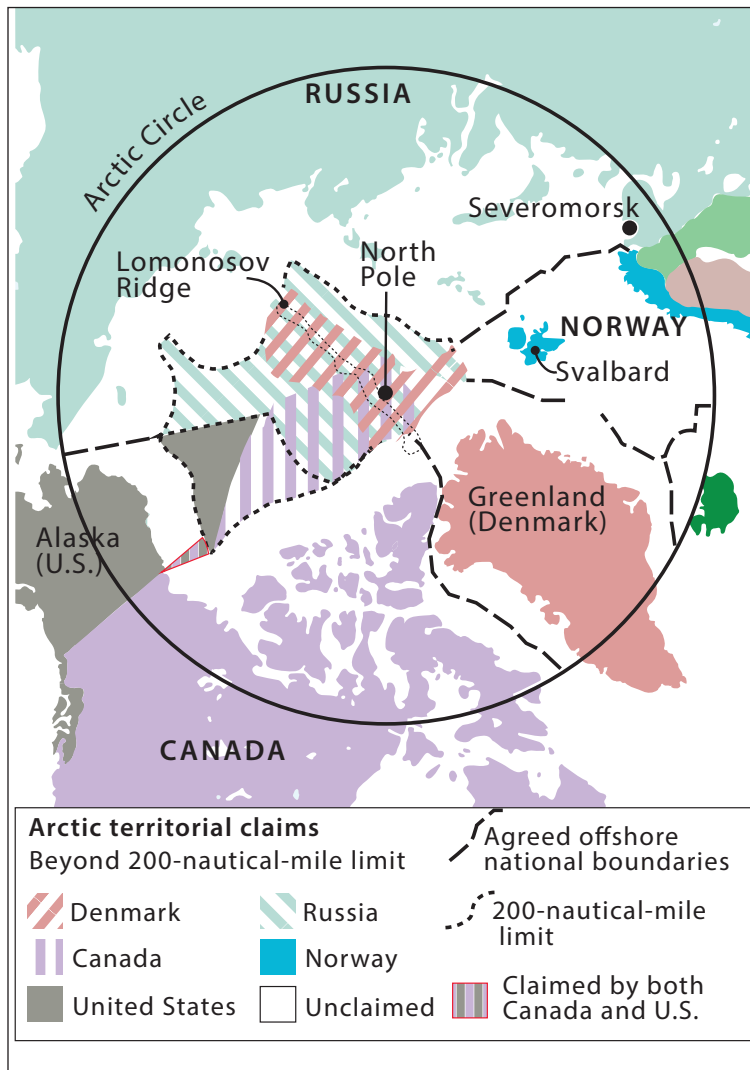 RUSSIA
Arctic Circle
Severomorsk
North
Pole
Lomonosov
Ridge
NORWAY
Svalbard
Greenland
(Denmark)
Alaska
(U.S.)
CANADA
Arctic territorial claims
Beyond 200-nautical-mile limit
Agreed offshore
national boundaries
Denmark
Russia
200-nautical-mile
limit
Canada
Norway
United States
Unclaimed
Claimed by both
Canada and U.S.